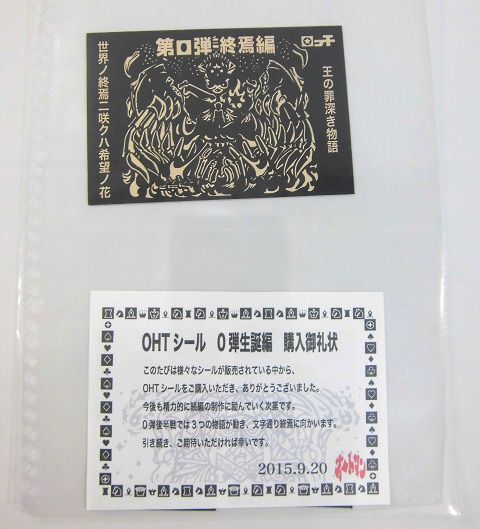 第0弾 終焉編
王の罪深き物語
世界ノ終焉ニ咲クハ希望ノ花
OHTシール　0弾生誕編　購入御礼状
このたびは様々なシールが販売されている中から、
OHTシールをご購入いただき、ありがとうございました。
今後も精力的に続編の制作に励んでいく次第です。
0弾後半戦では3つの物語が動き、文字通り終焉に向かいます。
引き続き、ご期待いただければ幸いです。
2015.9.20